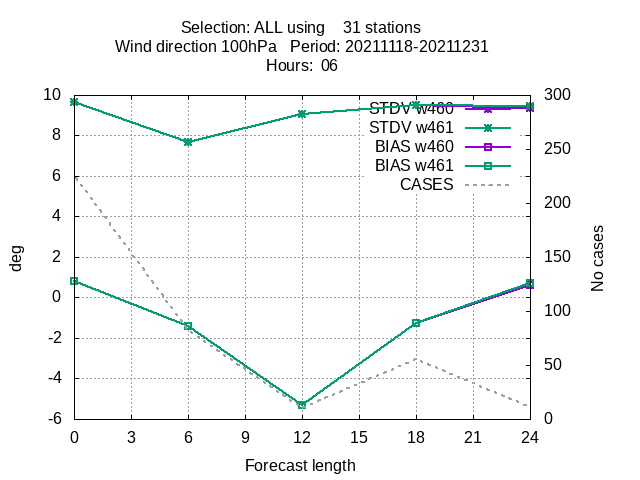 Selection: ALL using    31 stations
Wind direction 100hPa   Period: 20211118-20211231
Hours:  06
10
8
6
4
2
0
-2
-4
-6
deg
300
250
200
150
100
50
0
No cases
STDV w460
STDV w461
BIAS w460
BIAS w461
CASES
0 3 6 9 12 15 18 21 24
Forecast length